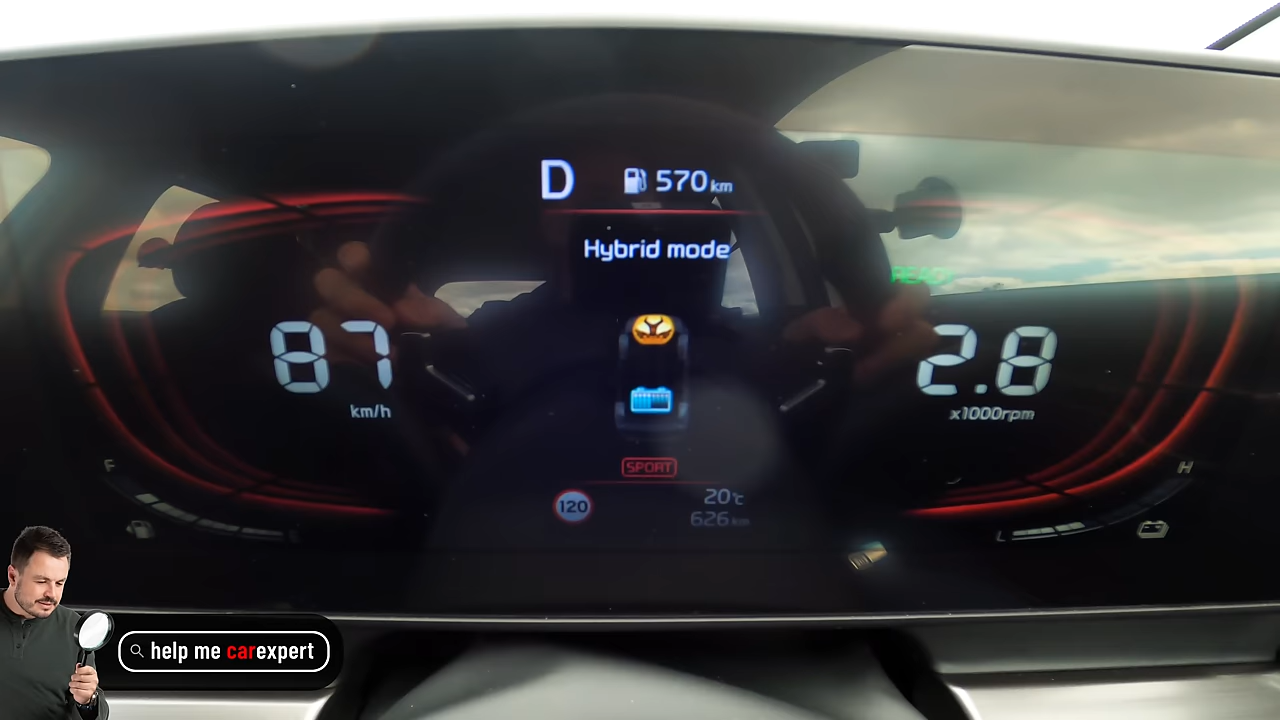 D 570 km
Hybrid mode
READY
87
km/h
2.8
x1000rpm
F
H
SPORT
120
20°C
626 km
L
help me carexpert